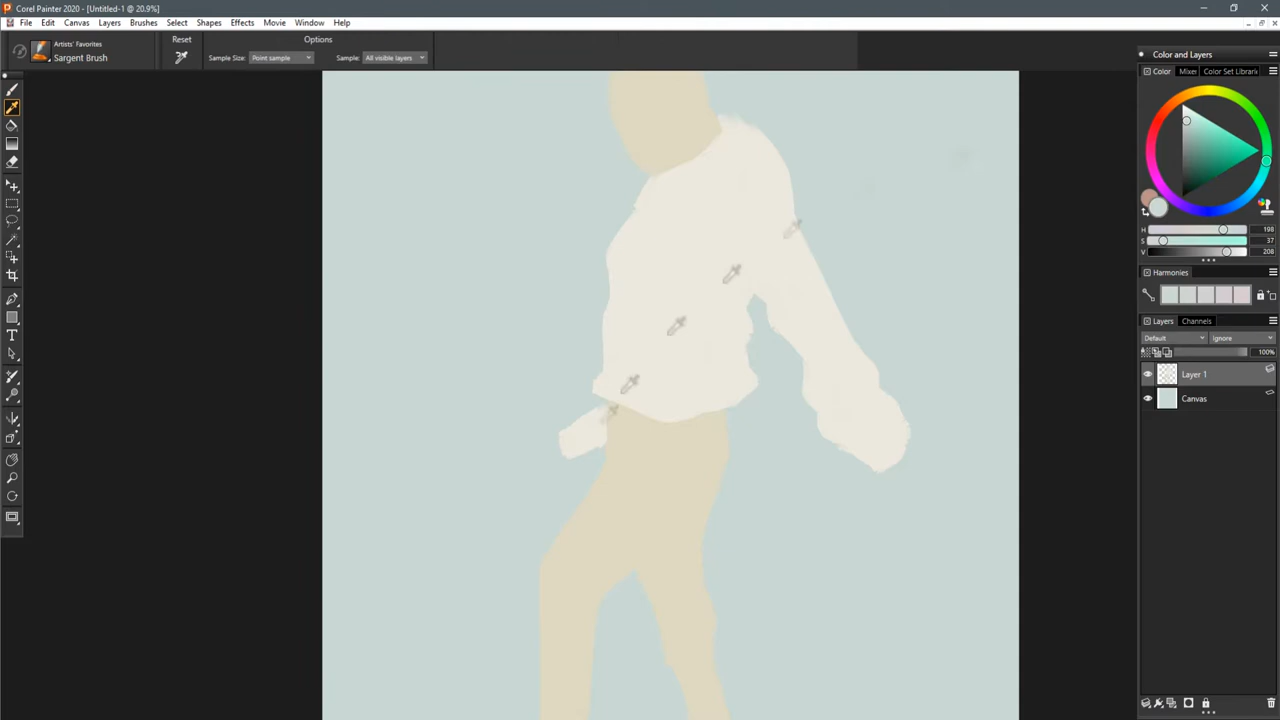 Corel Painter 2020 - [Untitled-1 @ 20.9%]
File Edit Canvas Layers Brushes Select Shapes Effects Movie Window Help
Artists' Favorites
Sargent Brush
Reset
Options
Sample Size: Point sample
Sample: All visible layers
Color and Layers
Color Mixer Color Set Librari
H 198
S 37
V 208
Harmonies
Layers Channels
Default Ignore
100%
Layer 1
Canvas
T